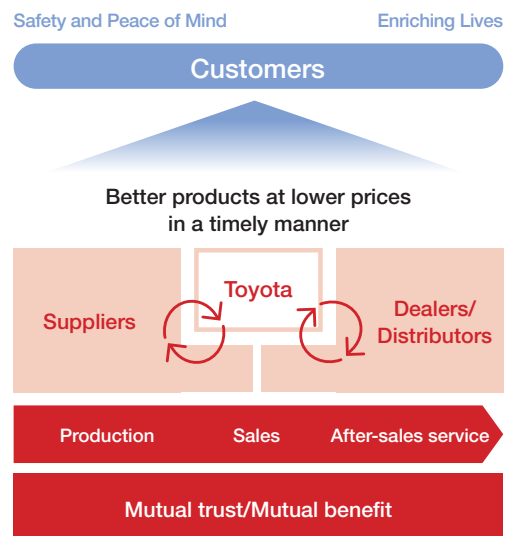 Safety and Peace of Mind
Enriching Lives
Customers
Better products at lower prices
in a timely manner
Suppliers
Toyota
Dealers/
Distributors
Production
Sales
After-sales service
Mutual trust/Mutual benefit